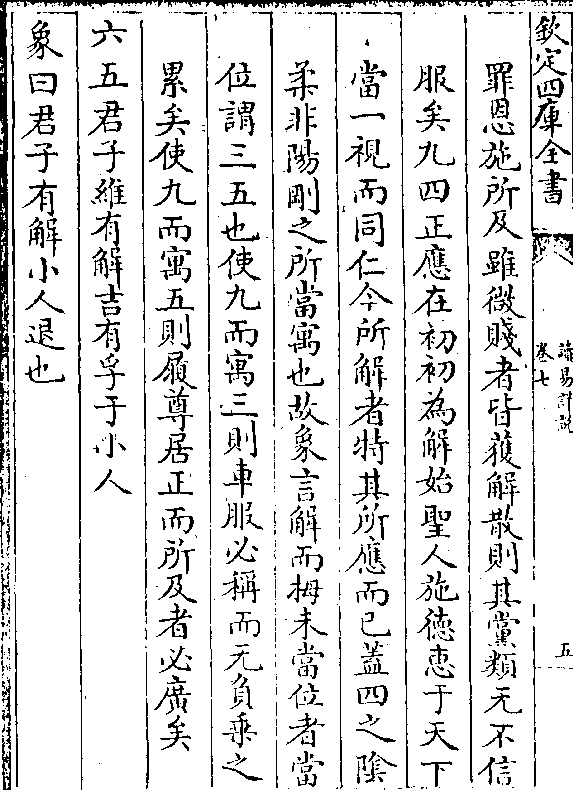 欽定四庫全書
讀易詳說
卷七
五
罪恩施所及雖微賤者皆獲解散則其黨類无不信
服矣九四正應在初初為解始聖人施徳恵于天下
當一視而同仁今所解者特其所應而已蓋四之隂
柔非陽剛之所當寓也故象言解而拇未當位者當
位謂三五也使九而寓三則車服必稱而无負乗之
累矣使九而寓五則履尊居正而所及者必廣矣
六五君子維有解吉有孚于小人
象曰君子有解小人退也